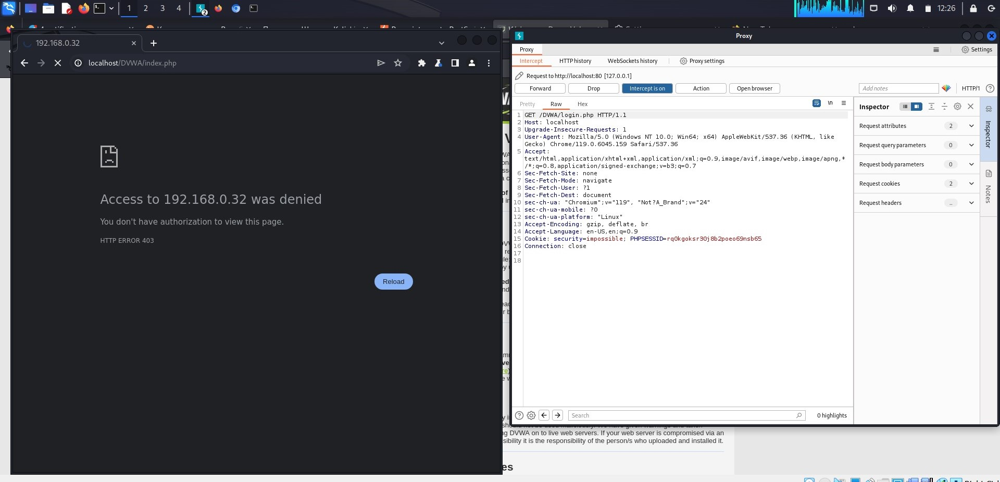 1 2 3 4 2 12:26
192.168.0.32
localhost/DVWA/index.php
Access to 192.168.0.32 was denied
You don't have authorization to view this page.
HTTP ERROR 403
Reload
Proxy
Proxy Settings
Intercept HTTP history WebSockets history Proxy settings
Request to http://localhost:80 [127.0.0.1]
Forward Drop Intercept is on Action Open browser Add notes HTTP/1
Pretty Raw Hex \n
1 GET /DVWA/login.php HTTP/1.1
2 Host: localhost
3 Upgrade-Insecure-Requests: 1
4 User-Agent: Mozilla/5.0 (Windows NT 10.0; Win64; x64) AppleWebKit/537.36 (KHTML, like
Gecko) Chrome/119.0.6045.159 Safari/537.36
5 Accept:
text/html,application/xhtml+xml,application/xml;q=0.9,image/avif,image/webp,image/apng,*
/*;q=0.8,application/signed-exchange;v=b3;q=0.7
6 Sec-Fetch-Site: none
7 Sec-Fetch-Mode: navigate
8 Sec-Fetch-User: ?1
9 Sec-Fetch-Dest: document
10 sec-ch-ua: "Chromium";v="119", "Not?A_Brand";v="24"
11 sec-ch-ua-mobile: ?0
12 sec-ch-ua-platform: "Linux"
13 Accept-Encoding: gzip, deflate, br
14 Accept-Language: en-US,en;q=0.9
15 Cookie: security=impossible; PHPSESSID=rq0kgoksr30j8b2poeo69nsb65
16 Connection: close
17
18
Search 0 highlights
Inspector
Request attributes 2
Request query parameters 0
Request body parameters 0
Request cookies 2
Request headers ..
Inspector
Notes
DVWA on to live web servers. If your web server is compromised via an
it is the responsibility of the person/s who uploaded and installed it.